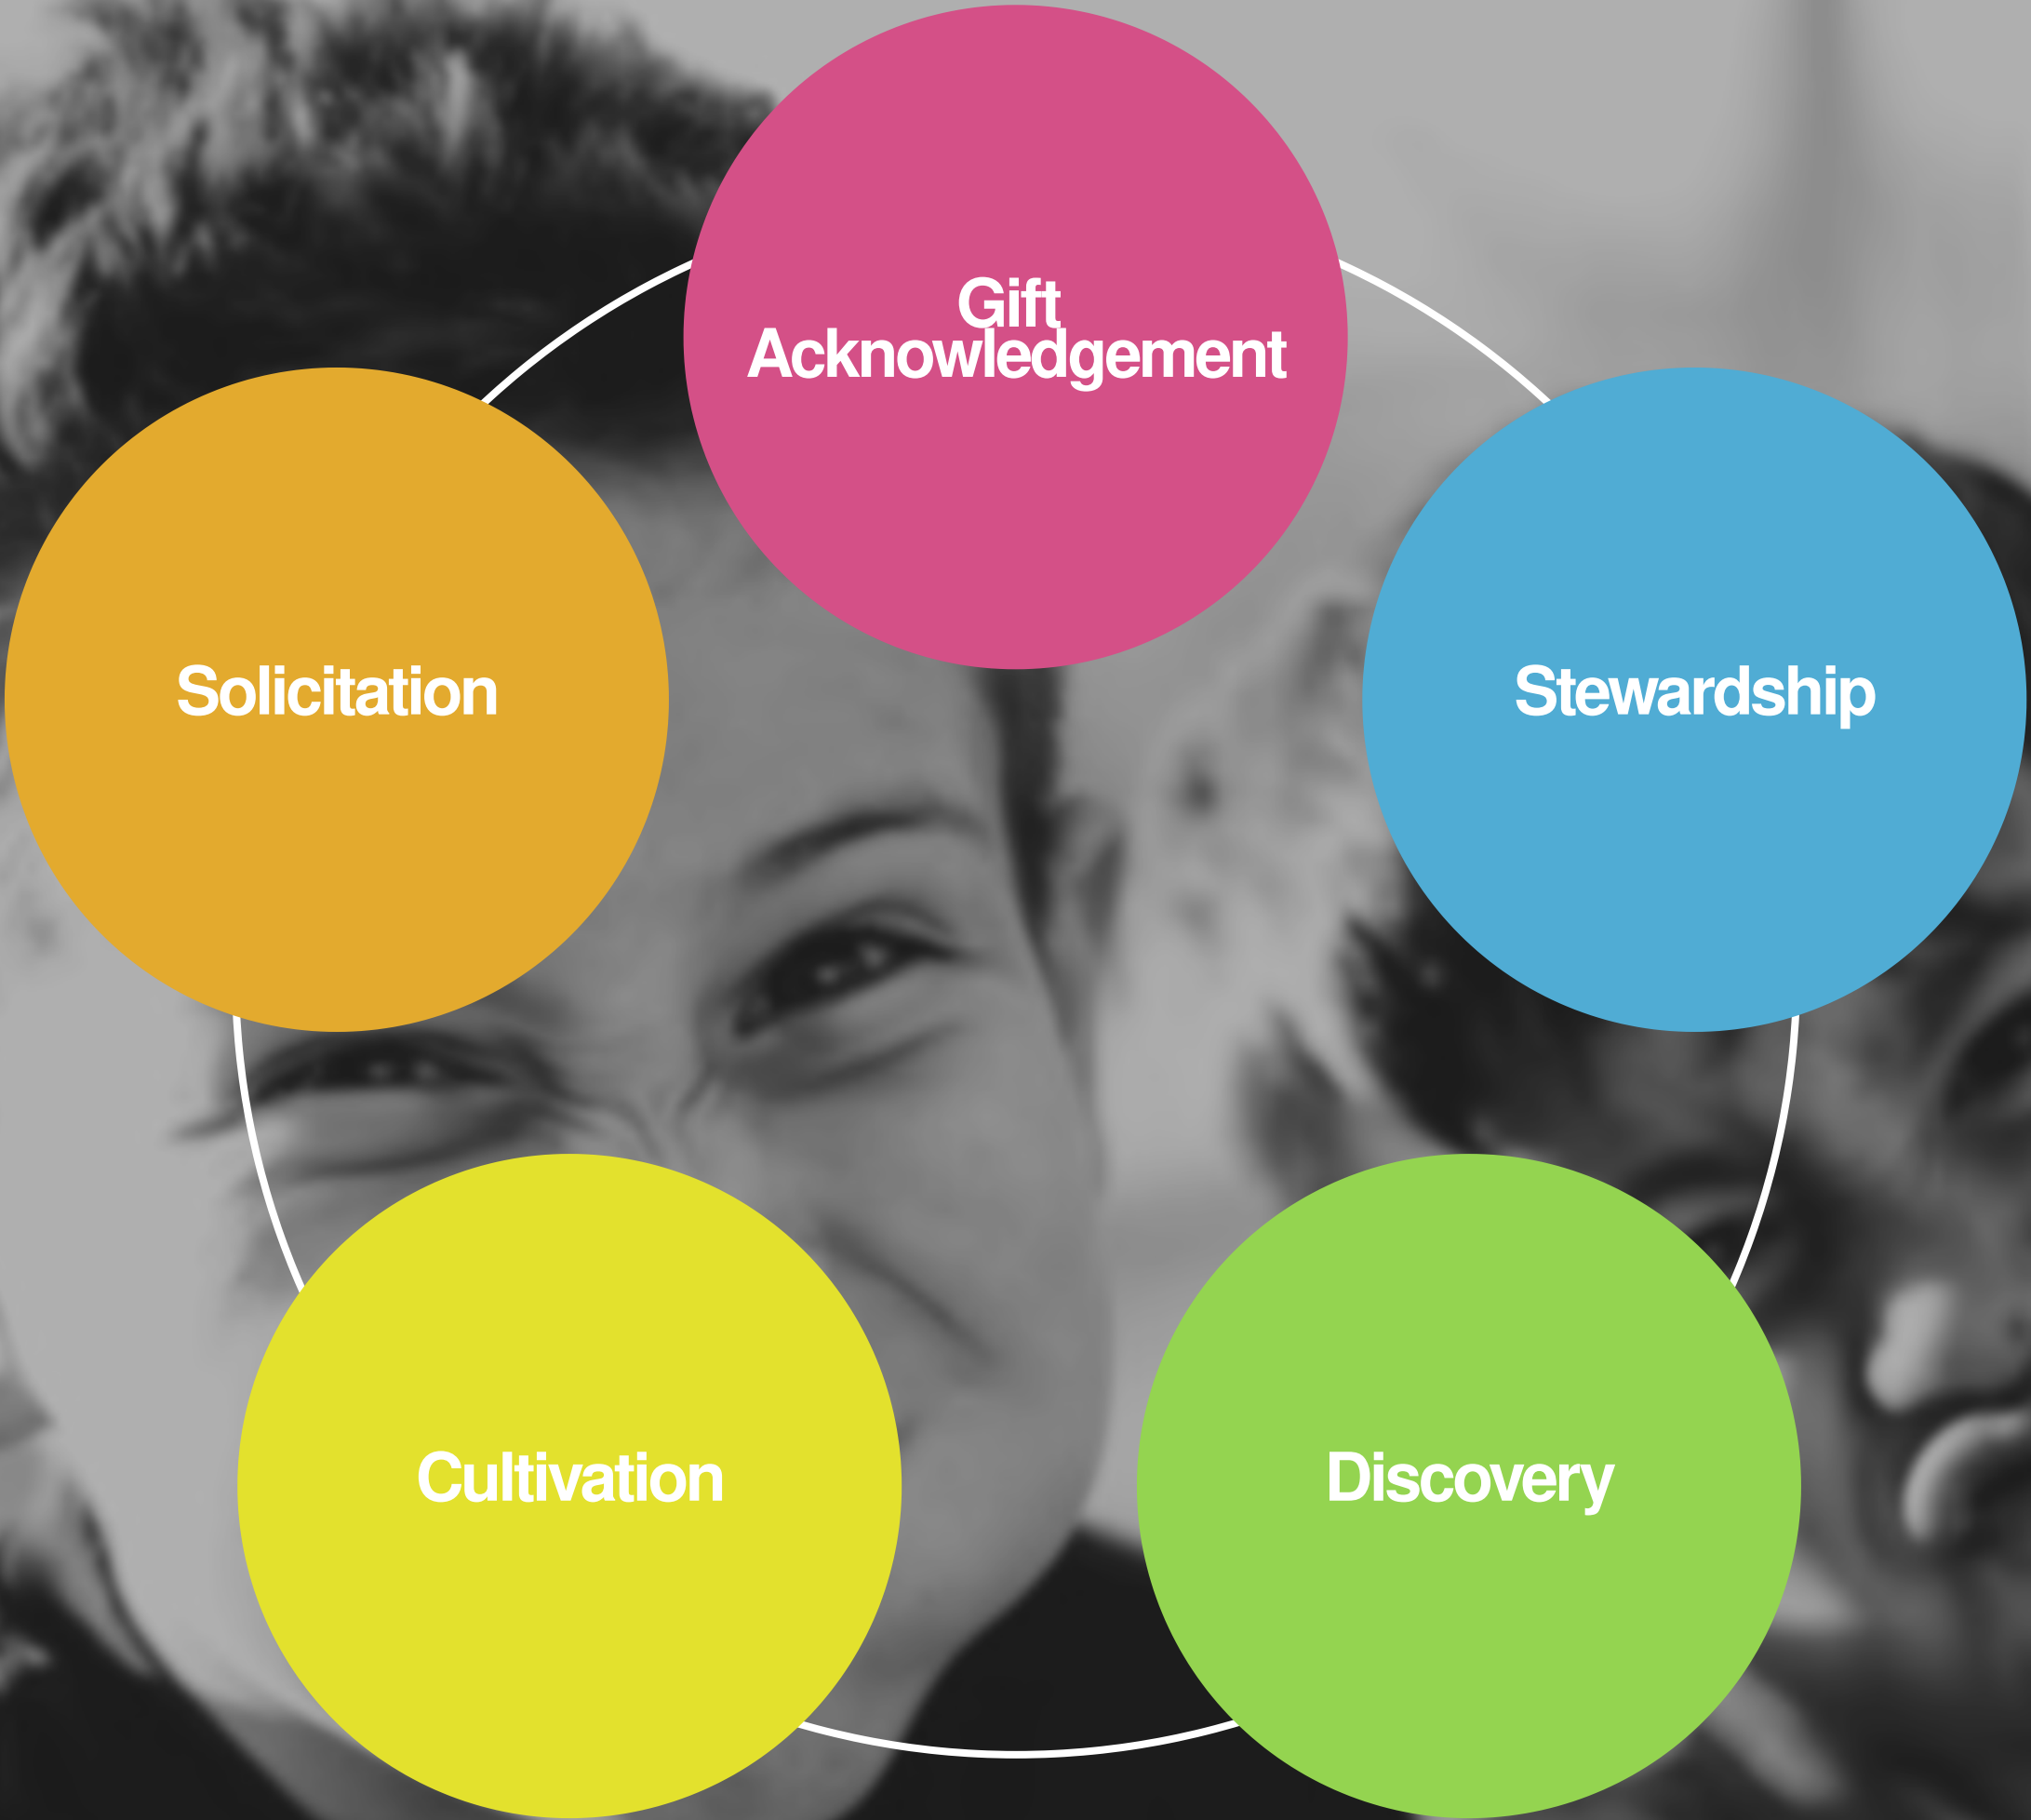 Gift
Acknowledgement
Solicitation
Stewardship
Cultivation
Discovery